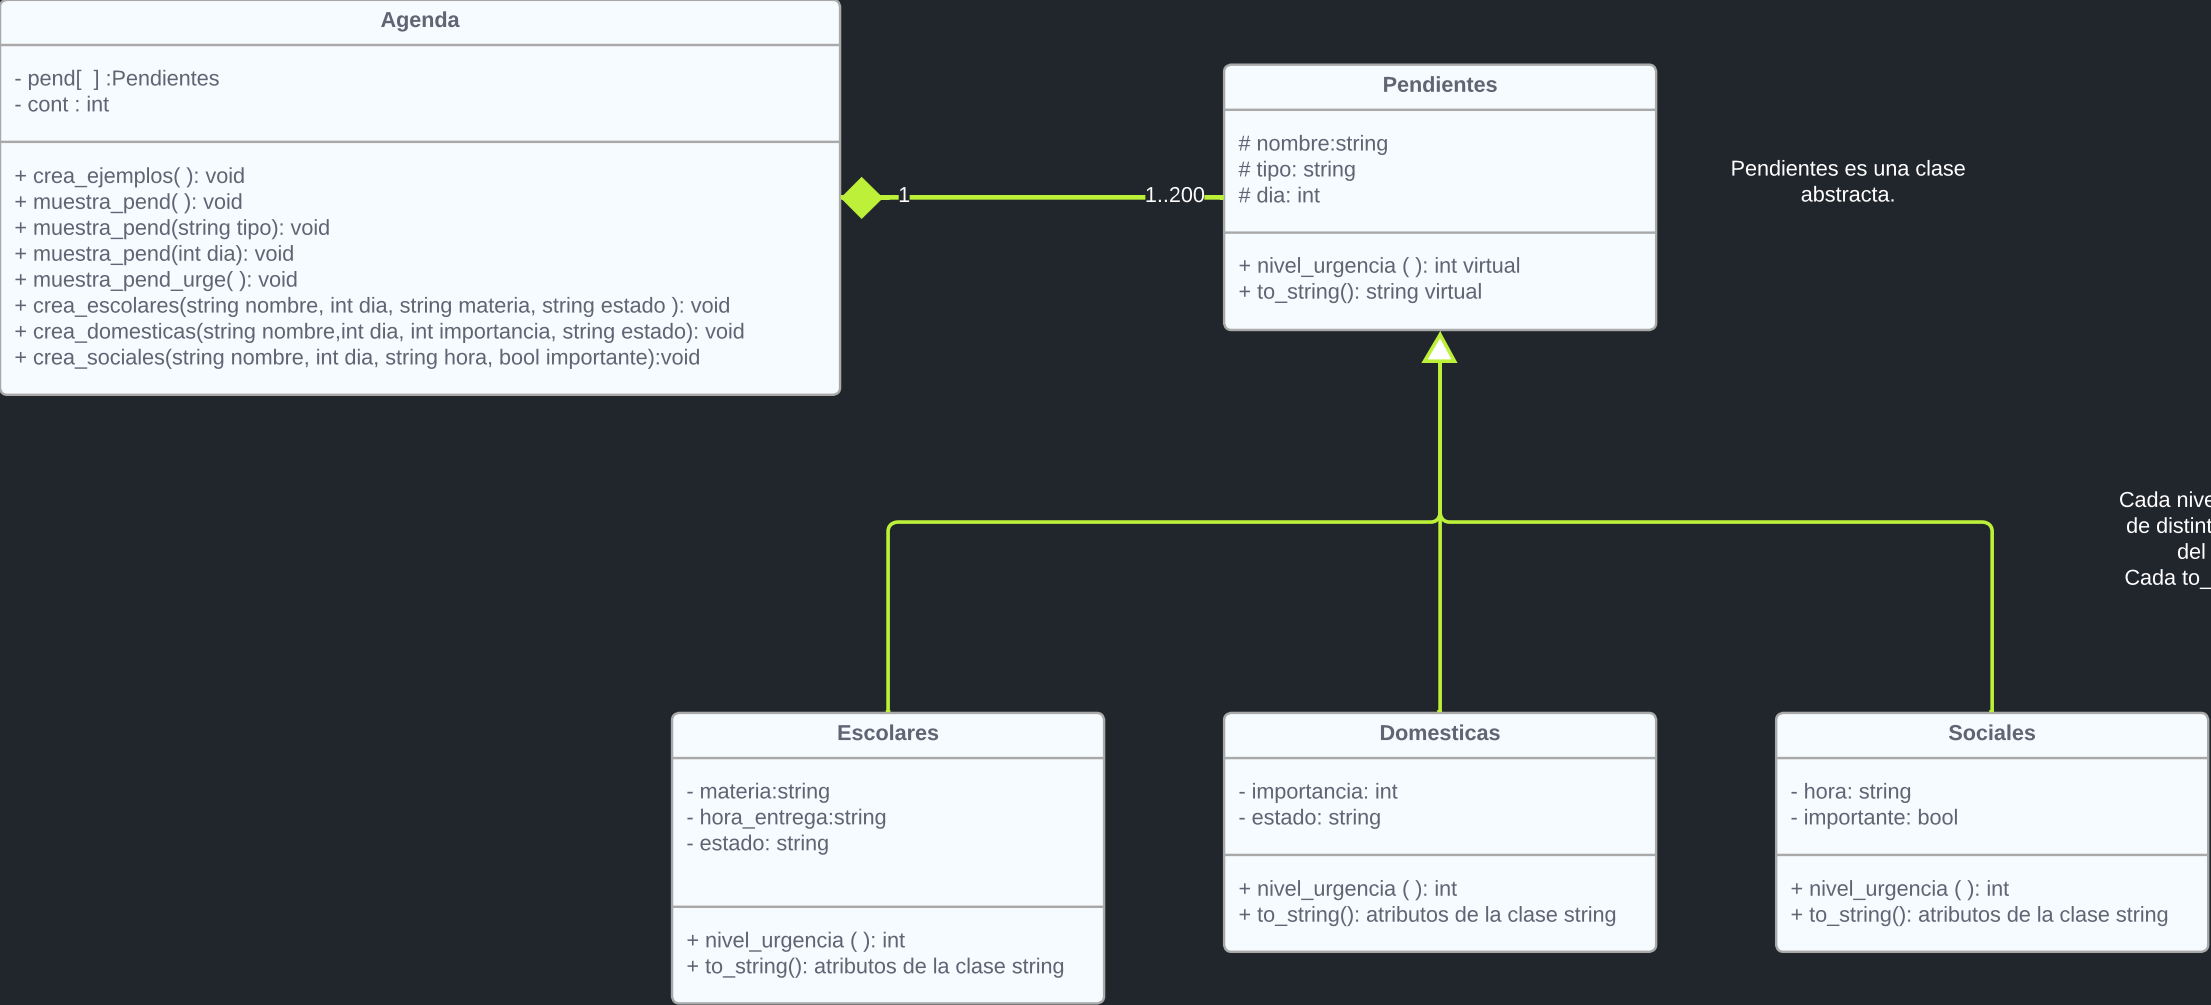 Agenda
- pend[  ] :Pendientes
- cont : int
+ crea_ejemplos( ): void
+ muestra_pend( ): void
+ muestra_pend(string tipo): void
+ muestra_pend(int dia): void
+ muestra_pend_urge( ): void
+ crea_escolares(string nombre, int dia, string materia, string estado ): void
+ crea_domesticas(string nombre,int dia, int importancia, string estado): void
+ crea_sociales(string nombre, int dia, string hora, bool importante):void
1
1..200
Pendientes
# nombre:string
# tipo: string
# dia: int
+ nivel_urgencia ( ): int virtual
+ to_string(): string virtual
Pendientes es una clase
abstracta.
Cada
de
del
Cada
Escolares
- materia:string
- hora_entrega:string
- estado: string
+ nivel_urgencia ( ): int
+ to_string(): atributos de la clase string
Domesticas
- importancia: int
- estado: string
+ nivel_urgencia ( ): int
+ to_string(): atributos de la clase string
Sociales
- hora: string
- importante: bool
+ nivel_urgencia ( ): int
+ to_string(): atributos de la clase string